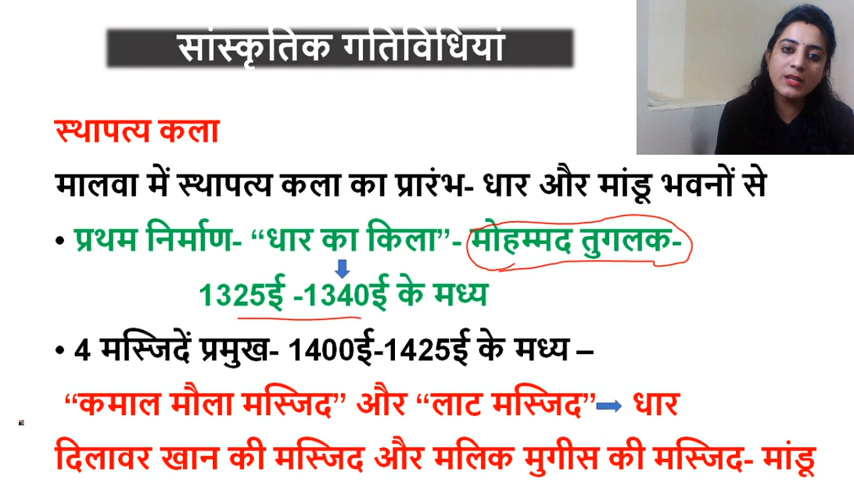 सांस्कृतिक गतिविधियां
स्थापत्य कला
मालवा में स्थापत्य कला का प्रारंभ- धार और मांडू भवनों से
• प्रथम निर्माण- “धार का किला”- मोहम्मद तुगलक-
1325ई -1340ई के मध्य
• 4 मस्जिदें प्रमुख- 1400ई-1425ई के मध्य –
“कमाल मौला मस्जिद” और “लाट मस्जिद” धार
दिलावर खान की मस्जिद और मलिक मुगीस की मस्जिद- मांडू